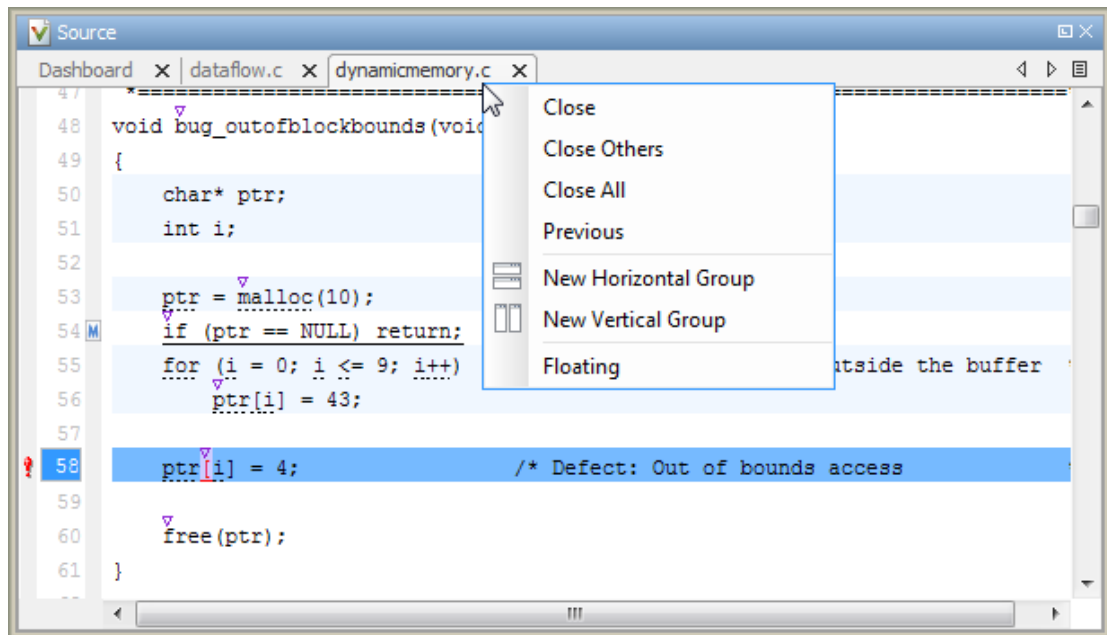 Source
Dashboard dataflow.c dynamicmemory.c
47 *==============================================================
48 void bug_outofblockbounds(void
49 {
50 char* ptr;
51 int i;
52
53 ptr = malloc(10);
54 M if (ptr == NULL) return;
55 for (i = 0; i <= 9; i++) utside the buffer
56 ptr[i] = 43;
57
58 ptr[i] = 4; /* Defect: Out of bounds access
59
60 free(ptr);
61 }
Close
Close Others
Close All
Previous
New Horizontal Group
New Vertical Group
Floating